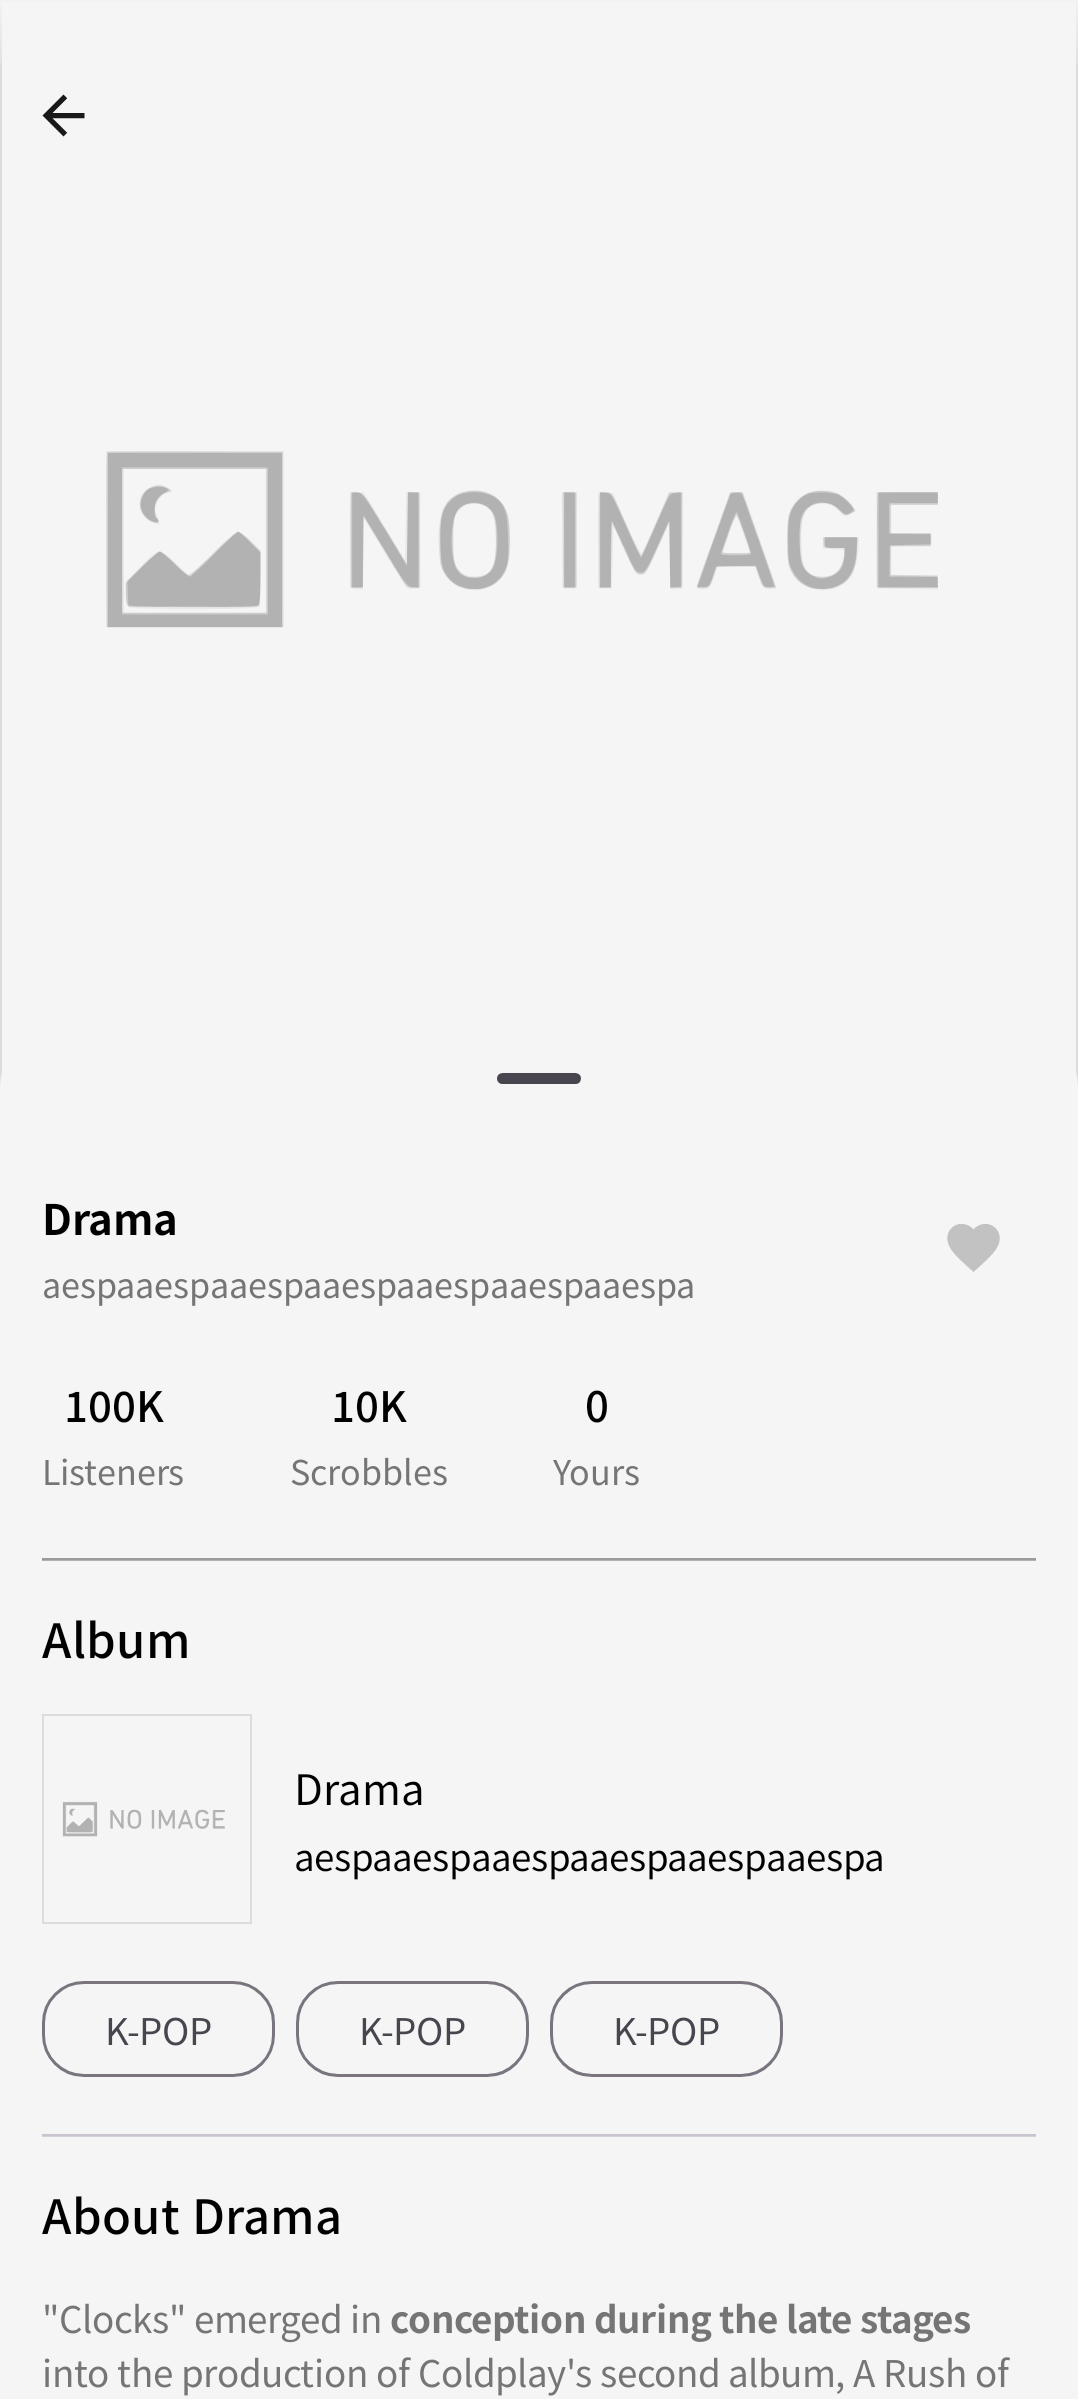 NO IMAGE
Drama
aespaaespaaespaaespaaespaaespaaespa
100K 10K 0
Listeners Scrobbles Yours
Album
NO IMAGE
Drama
aespaaespaaespaaespaaespaaespa
K-POP K-POP K-POP
About Drama
"Clocks" emerged in conception during the late stages
into the production of Coldplay's second album, A Rush of